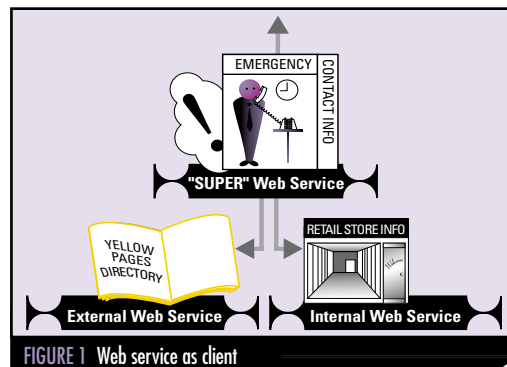 EMERGENCY
CONTACT INFO
!
"SUPER" Web Service
YELLOW
PAGES
DIRECTORY
RETAIL STORE INFO
External Web Service
Internal Web Service
FIGURE 1 Web service as client